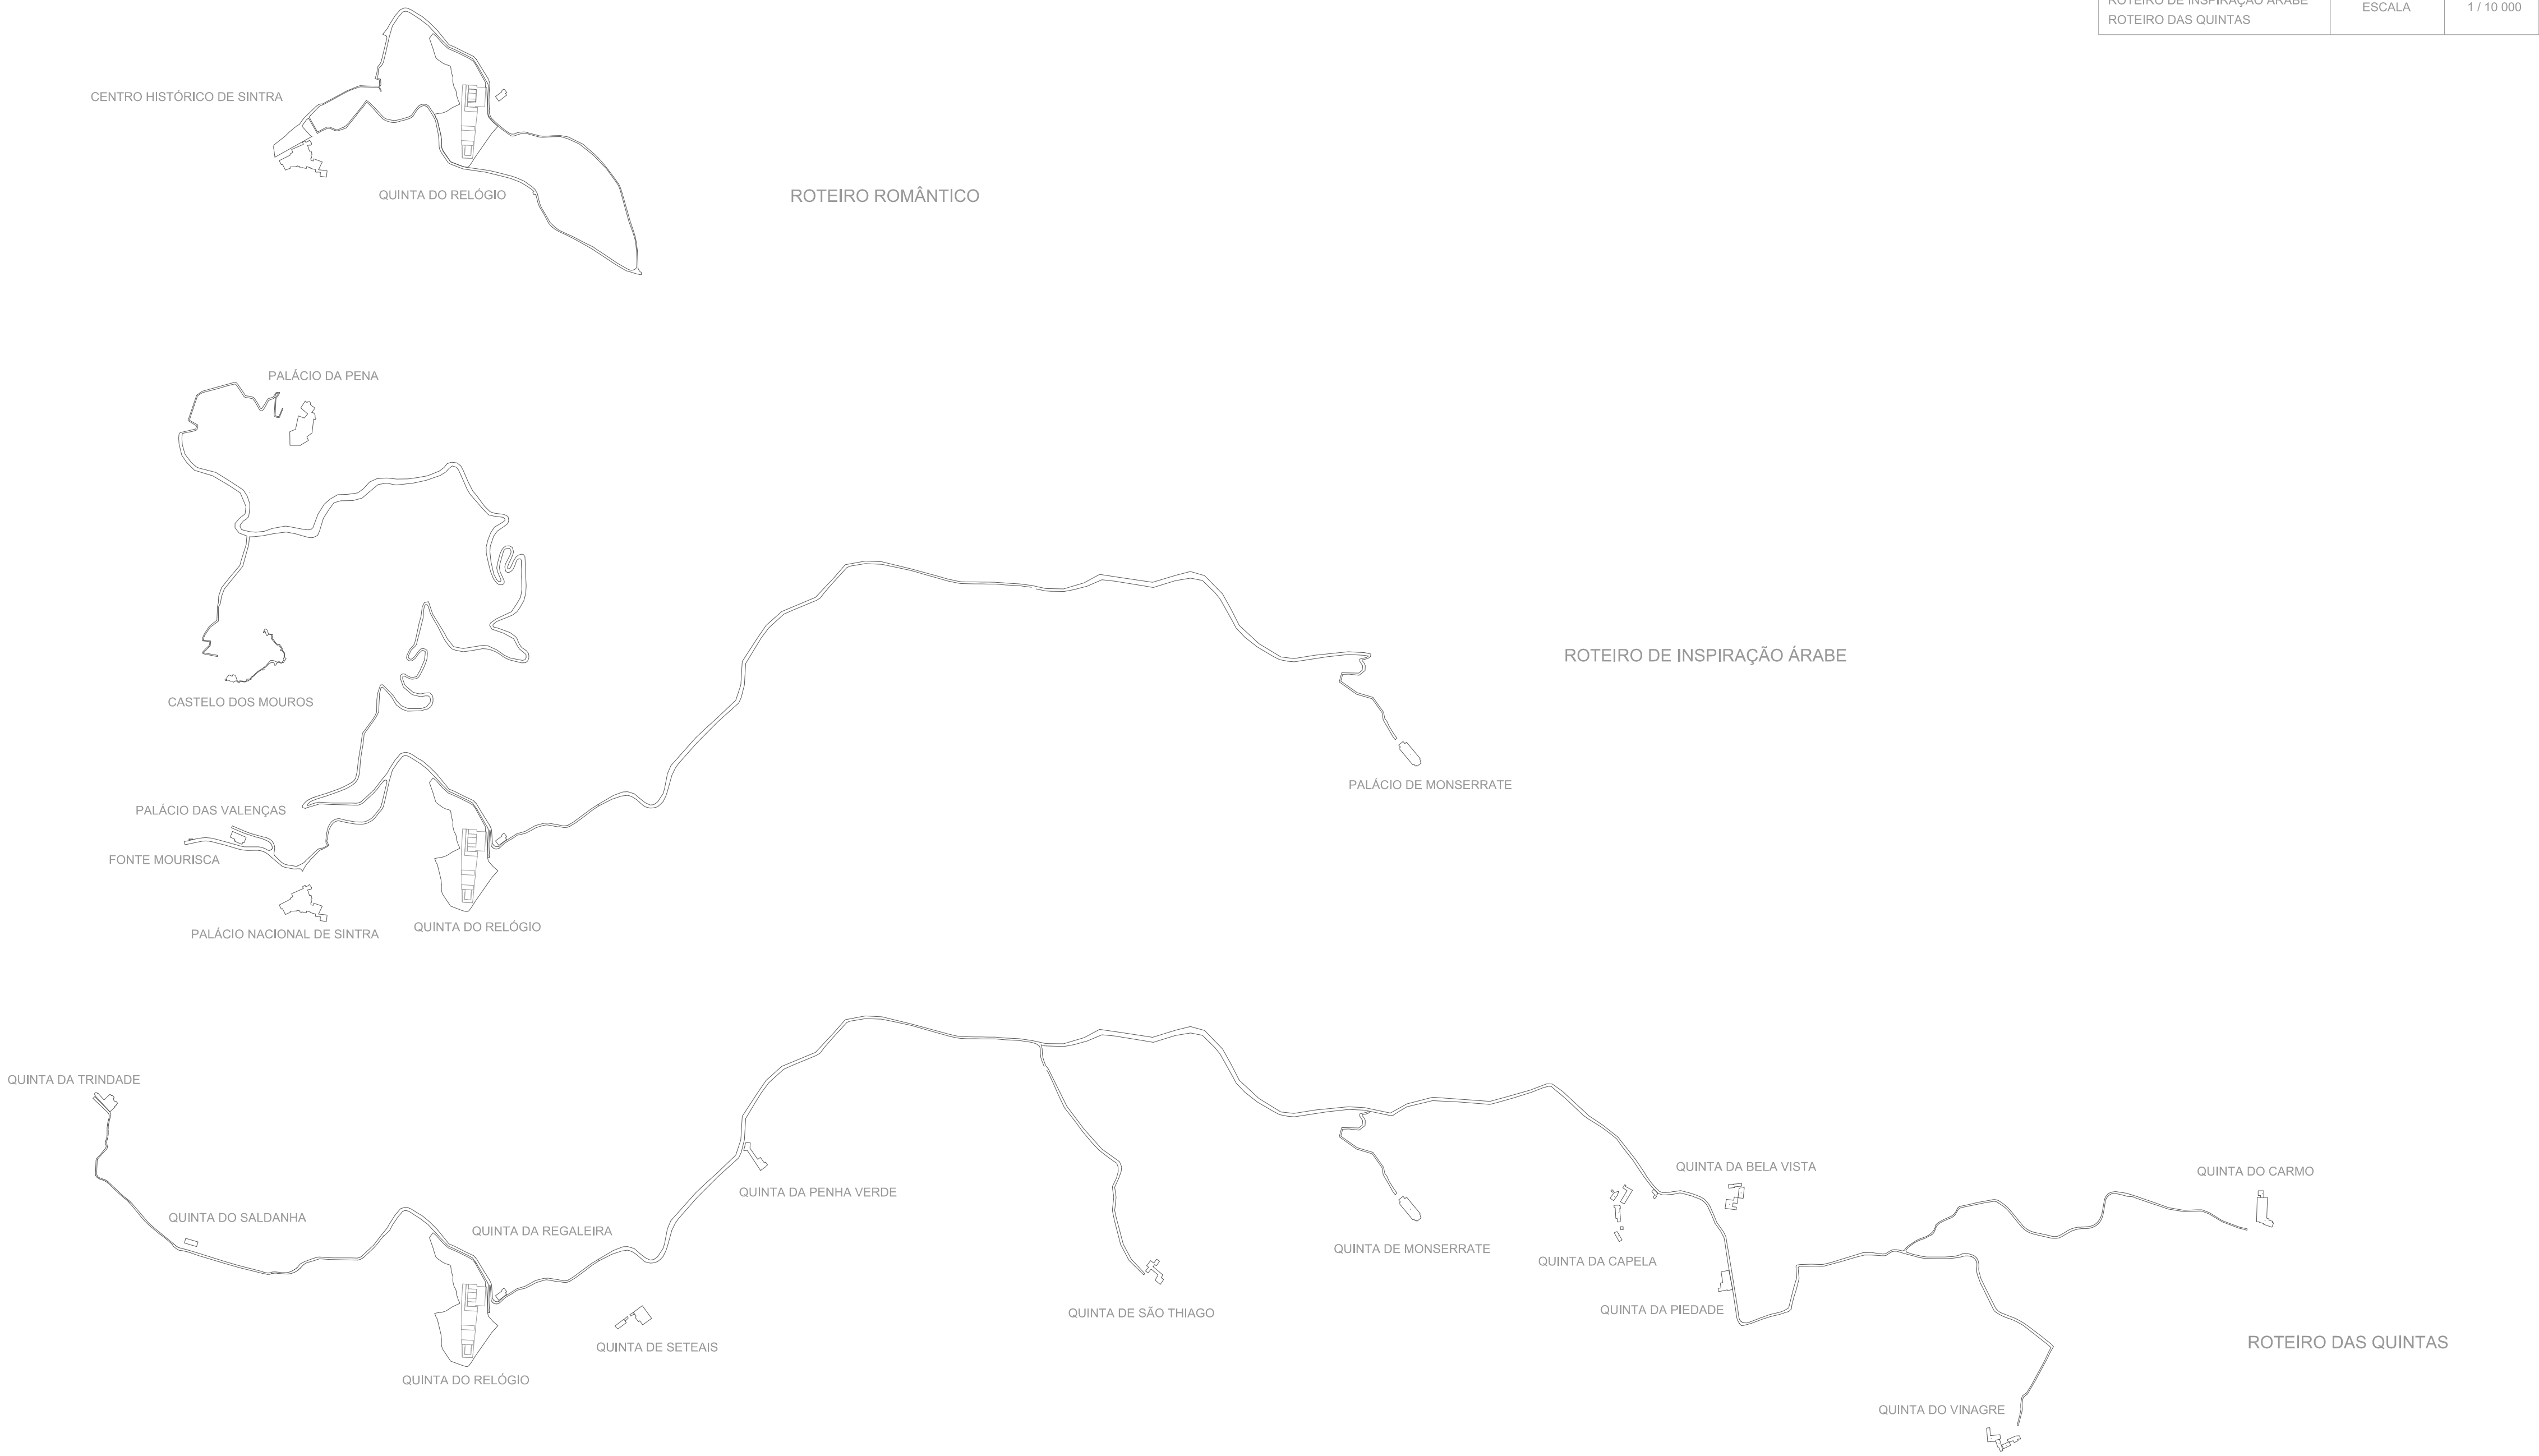 ROTEIRO DE INSPIRAÇÃO ÁRABE
ROTEIRO DAS QUINTAS
ESCALA
1 / 10 000
CENTRO HISTÓRICO DE SINTRA
QUINTA DO RELÓGIO
ROTEIRO ROMÂNTICO
PALÁCIO DA PENA
ROTEIRO DE INSPIRAÇÃO ÁRABE
CASTELO DOS MOUROS
PALÁCIO DE MONSERRATE
PALÁCIO DAS VALENÇAS
FONTE MOURISCA
QUINTA DO RELÓGIO
PALÁCIO NACIONAL DE SINTRA
QUINTA DA TRINDADE
QUINTA DA BELA VISTA
QUINTA DO CARMO
QUINTA DA PENHA VERDE
QUINTA DO SALDANHA
QUINTA DA REGALEIRA
QUINTA DE MONSERRATE
QUINTA DA CAPELA
QUINTA DA PIEDADE
QUINTA DE SÃO THIAGO
ROTEIRO DAS QUINTAS
QUINTA DE SETEAIS
QUINTA DO RELÓGIO
QUINTA DO VINAGRE